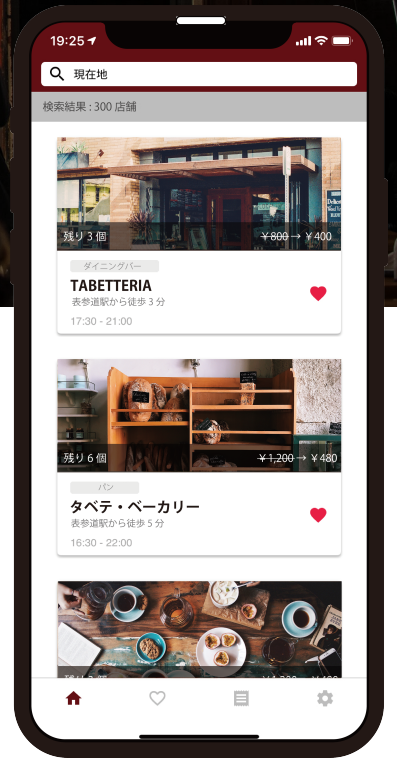 19:25
現在地
検索結果 : 300 店舗
残り 3 個
￥800 → ￥400
ダイニングバー
TABETTERIA
表参道駅から徒歩 3 分
17:30 - 21:00
残り 6 個
￥1,200 → ￥480
パン
タベテ・ベーカリー
表参道駅から徒歩 5 分
16:30 - 22:00